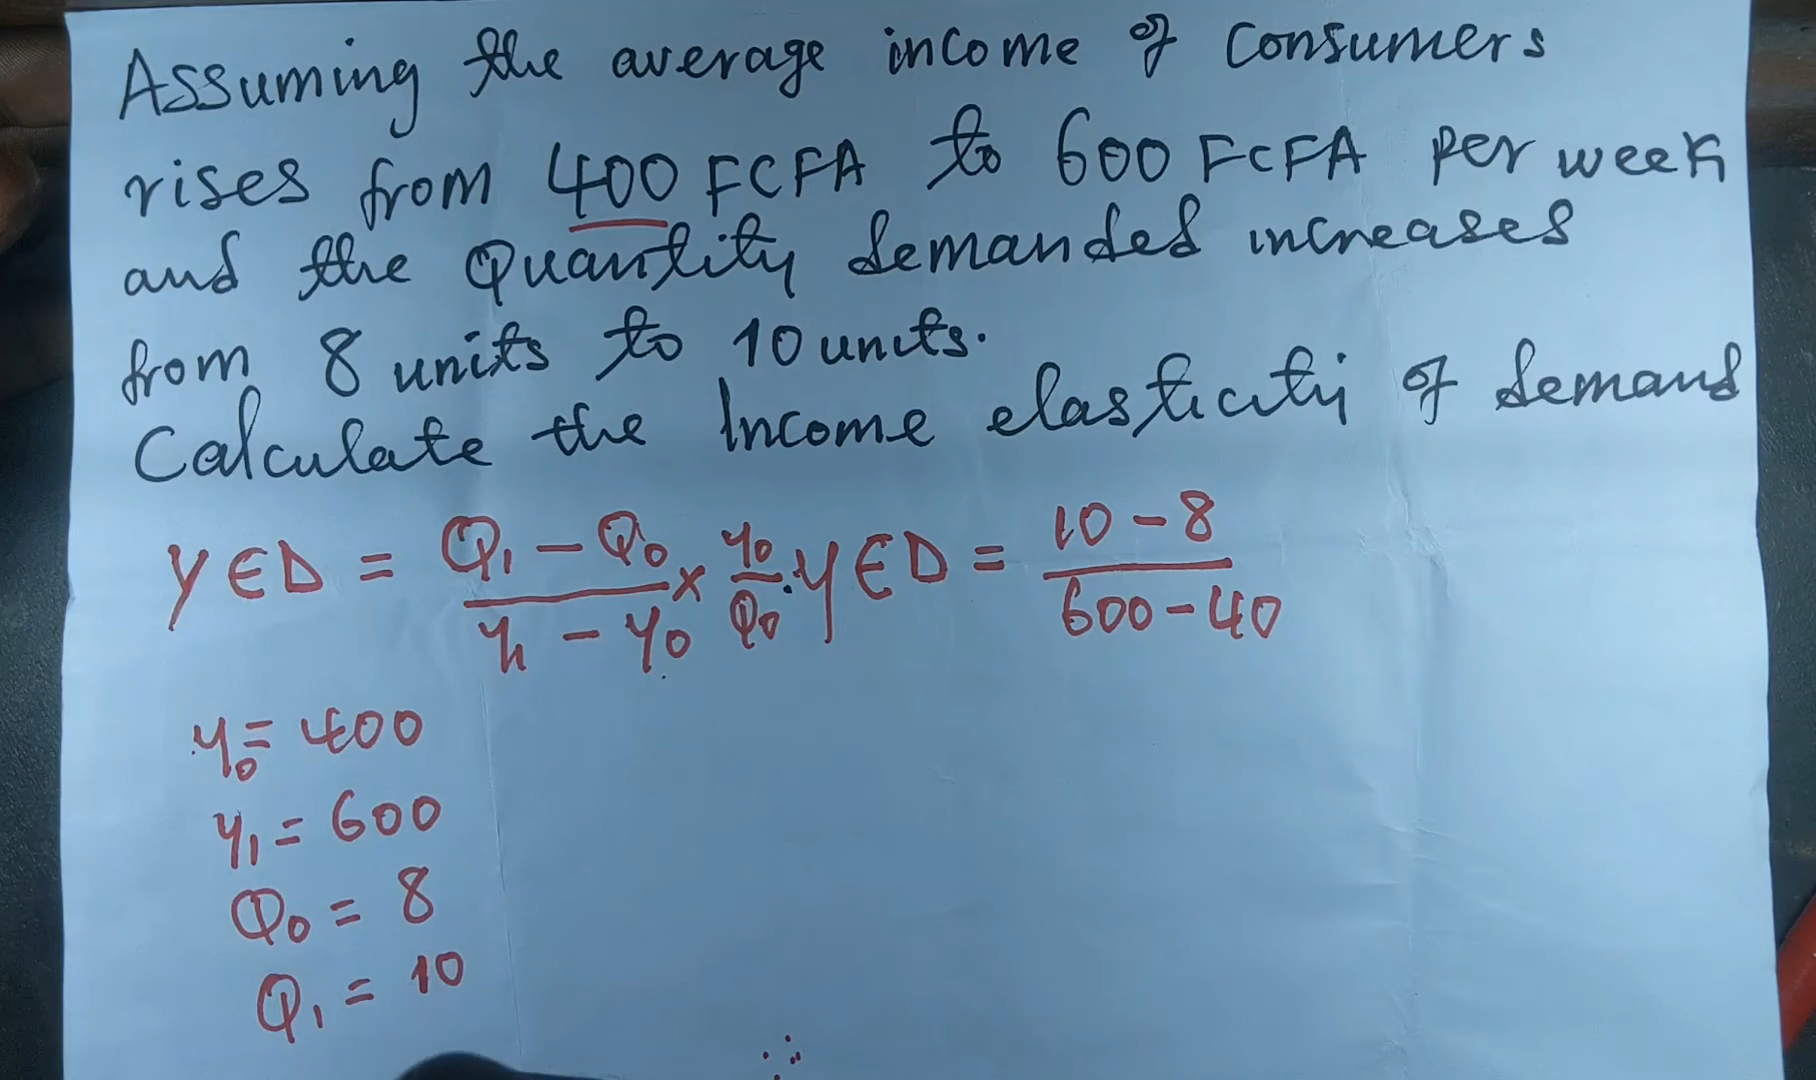 Assuming the average income of consumers
rises from 400 FCFA to 600 FCFA per week
and the Quantity demanded increases
from 8 units to 10 units.
Calculate the Income elasticity of demand
YED = Q₁ - Q₀ / Y₁ - Y₀ × Y₀ / Q₀ . YED = 10 - 8 / 600 - 40
Y₀ = 400
Y₁ = 600
Q₀ = 8
Q₁ = 10